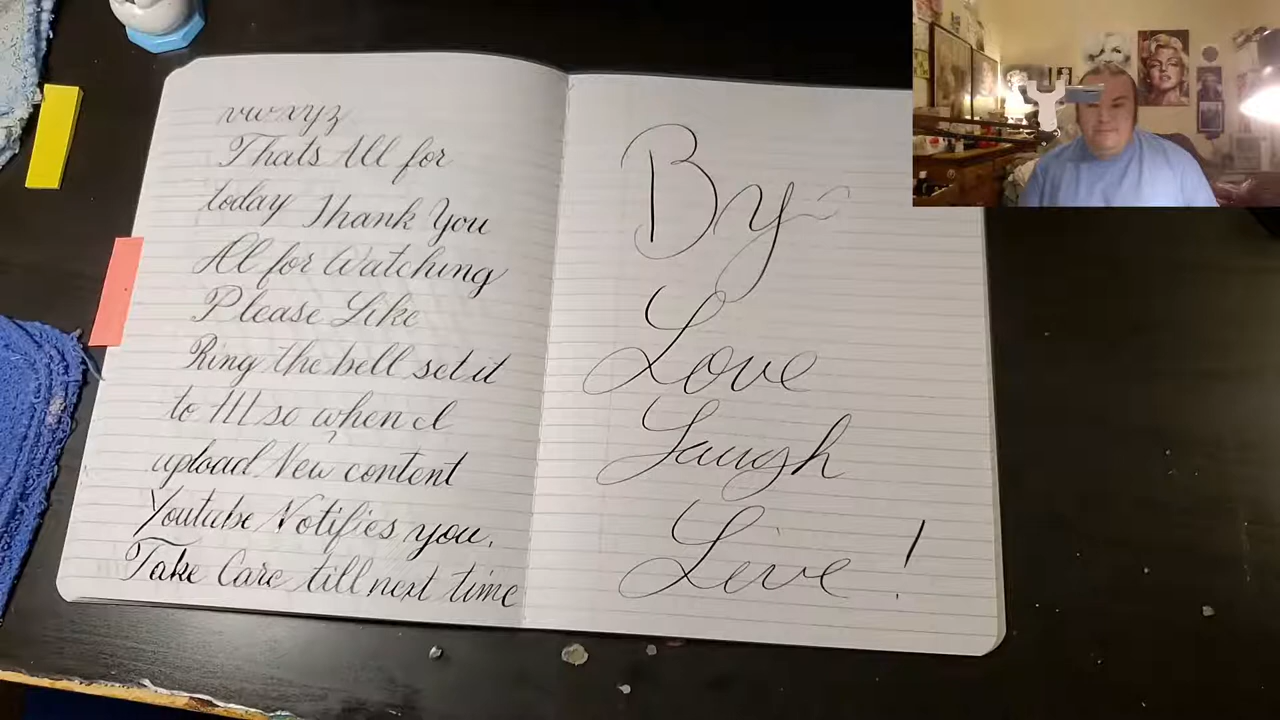 vwxyz
Thats All for
today Thank You
All for Watching
Please Like
Ring the bell set it
to All so when I
upload New content
Youtube Notifies you.
Take Care till next time
By
Love
Laugh
Live!